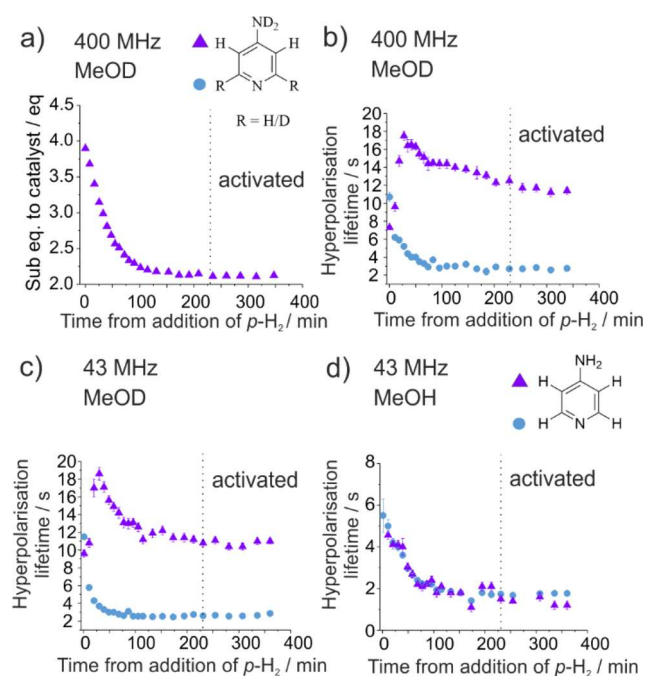 a) 400 MHz
MeOD
ND₂
H H
R N R
R = H/D
activated
Sub eq. to catalyst / eq
4.5
4.0
3.5
3.0
2.5
2.0
0 100 200 300 400
Time from addition of p-H₂ / min
b) 400 MHz
MeOD
activated
Hyperpolarisation
lifetime / s
20
18
16
14
12
10
8
6
4
2
0 100 200 300 400
Time from addition of p-H₂ / min
c) 43 MHz
MeOD
activated
Hyperpolarisation
lifetime / s
20
18
16
14
12
10
8
6
4
2
0 100 200 300 400
Time from addition of p-H₂ / min
d) 43 MHz
MeOH
NH₂
H H
H N H
activated
Hyperpolarisation
lifetime / s
8
6
4
2
0
0 100 200 300 400
Time from addition of p-H₂ / min